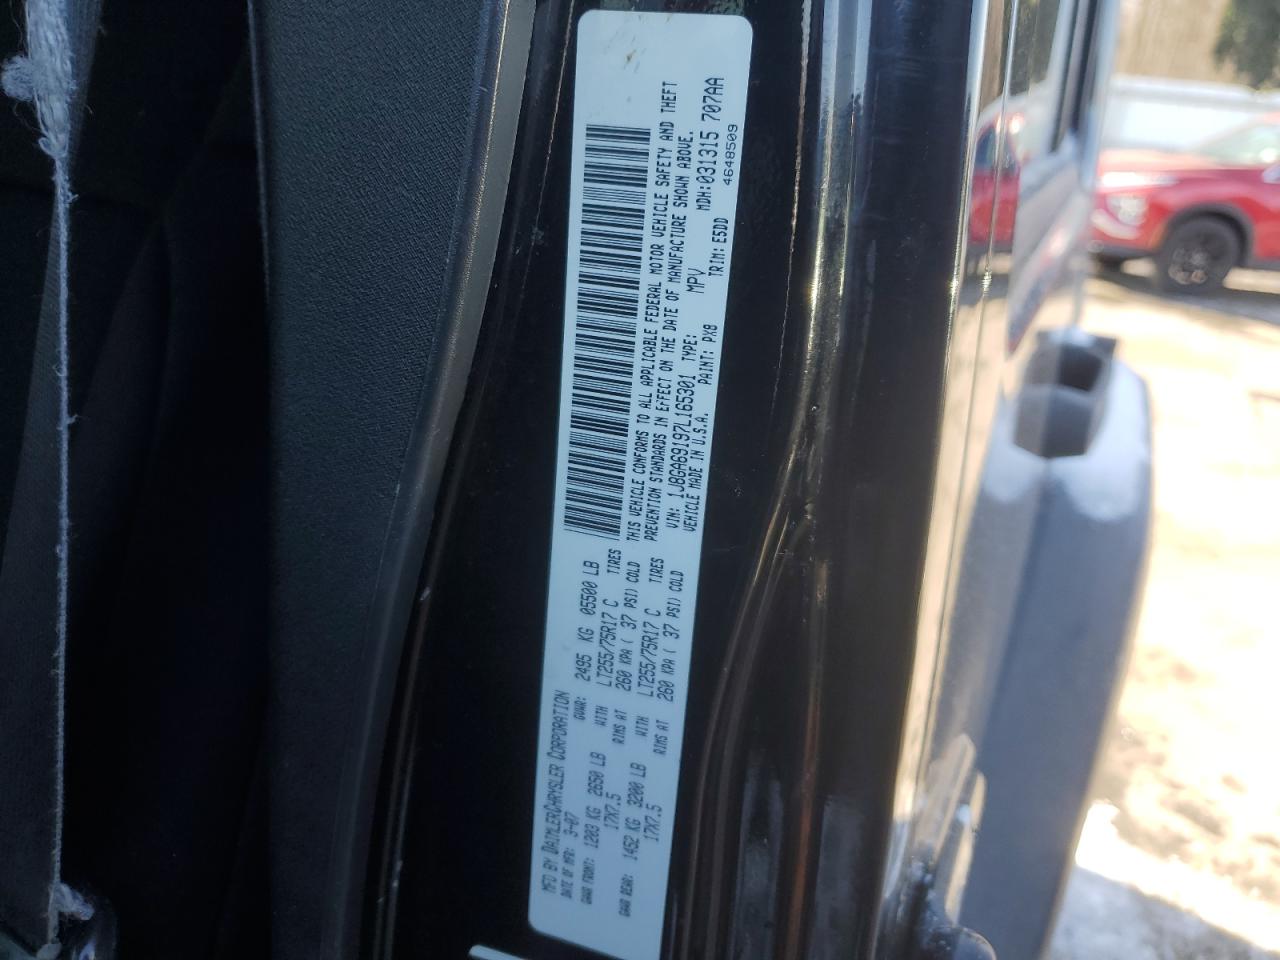 MFD BY DAIMLERCHRYSLER CORPORATION
DATE OF MFR: 3-07 GVWR: 2495 KG 05500 LB
GAWR FRONT: 1203 KG 2650 LB WITH LT255/75R17 C TIRES
17X7.5 RIMS AT 260 KPA ( 37 PSI) COLD
GAWR REAR: 1452 KG 3200 LB WITH LT255/75R17 C TIRES
17X7.5 RIMS AT 260 KPA ( 37 PSI) COLD
THIS VEHICLE CONFORMS TO ALL APPLICABLE FEDERAL MOTOR VEHICLE SAFETY AND THEFT
PREVENTION STANDARDS IN EFFECT ON THE DATE OF MANUFACTURE SHOWN ABOVE.
VIN: 1J8GA69197L165301 TYPE: MPV MDH:031315 707AA
VEHICLE MADE IN U.S.A. PAINT: PX8 TRIM: E5DD 4648509